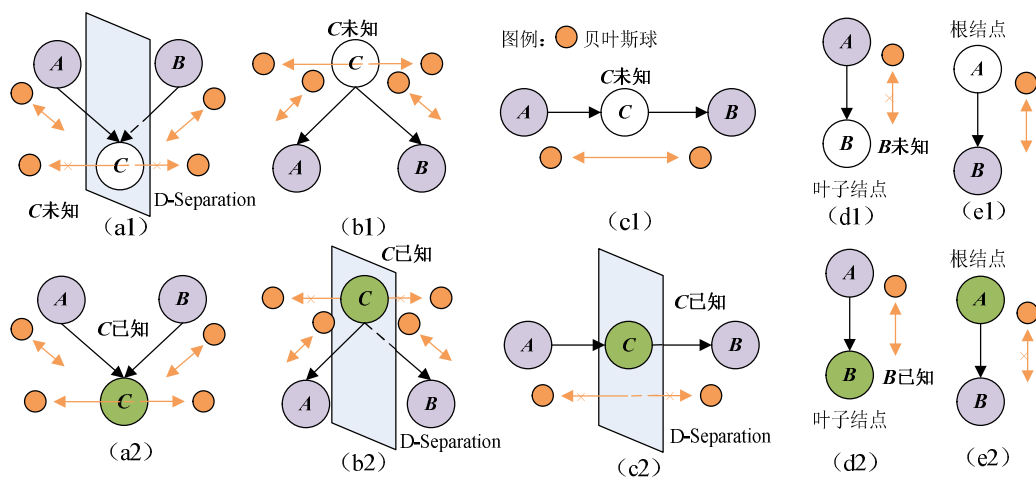 C未知
图例：贝叶斯球
根结点
A
B
C
C未知
A
C
B
A
B
B未知
叶子结点
A
B
A
B
C
D-Separation
C未知
(a1)
(b1)
(c1)
(d1)
(e1)
C已知
根结点
A
B
C已知
C
(a2)
C
A
B
D-Separation
(b2)
C已知
A
C
B
D-Separation
(c2)
A
B
B已知
叶子结点
(d2)
A
B
(e2)